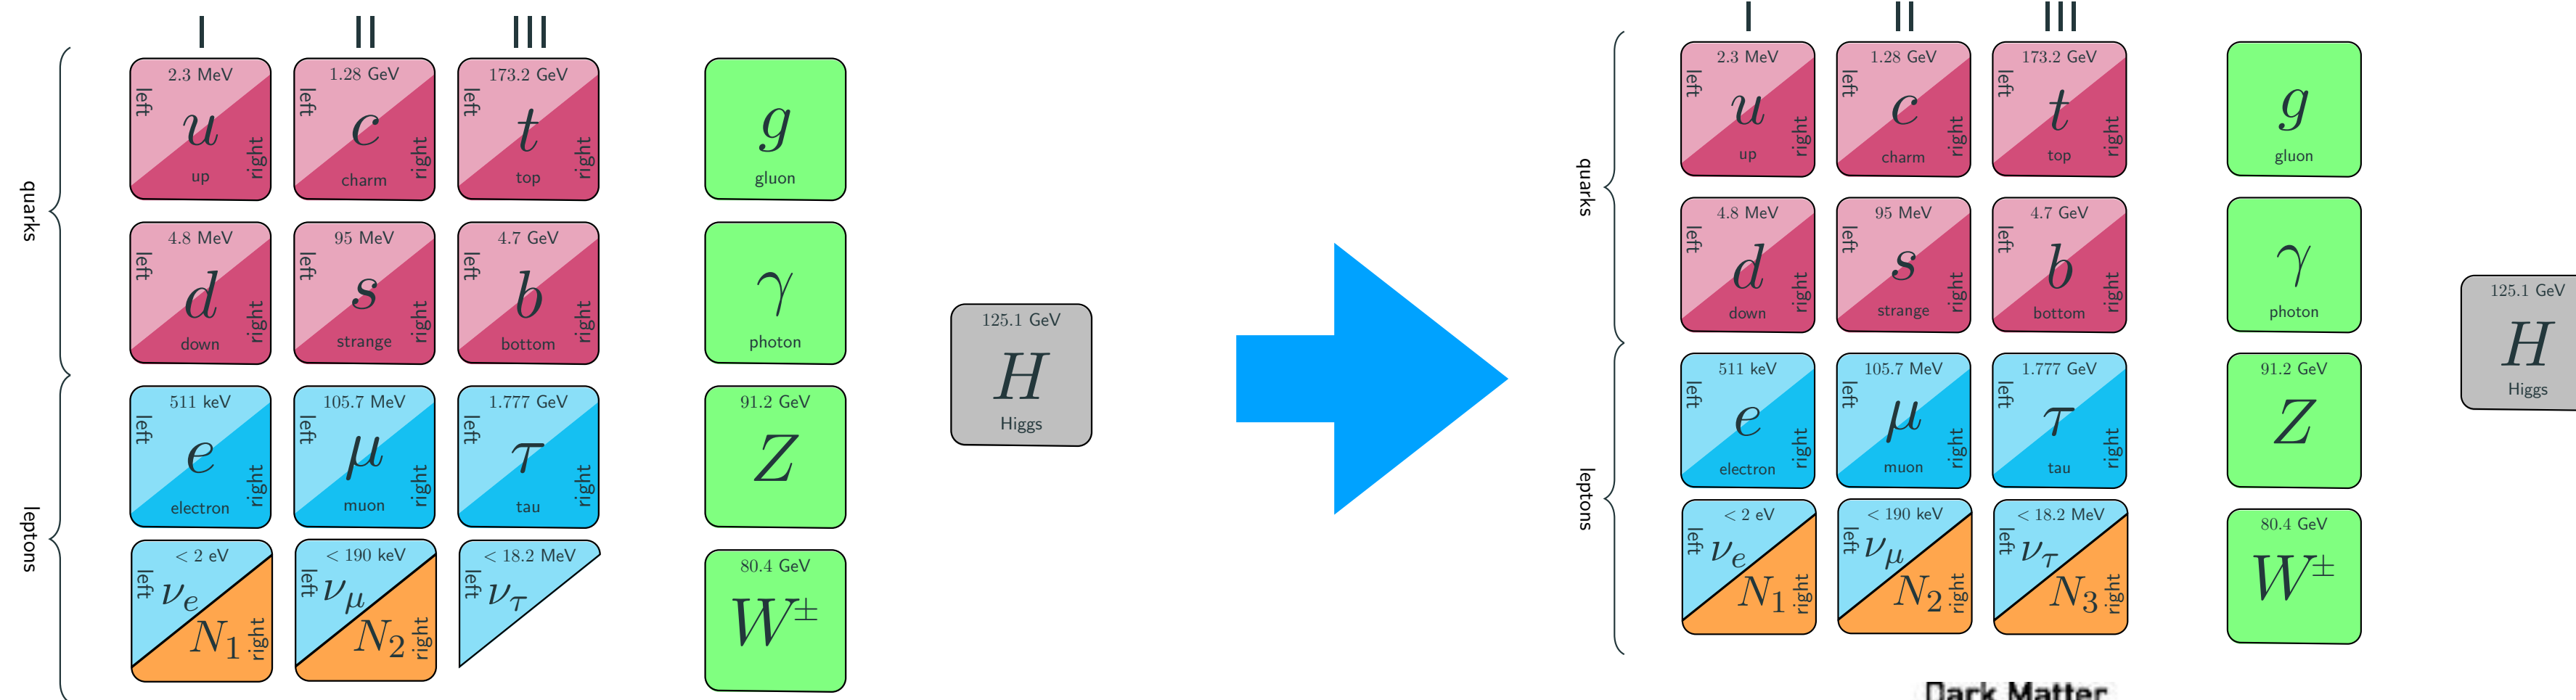 I II III
quarks
2.3 MeV 1.28 GeV 173.2 GeV
left left left
u c t g
right right right
up charm top gluon
4.8 MeV 95 MeV 4.7 GeV
left left left
d s b γ
right right right
down strange bottom photon
125.1 GeV
H
Higgs
leptons
511 keV 105.7 MeV 1.777 GeV 91.2 GeV
left left left
e μ τ Z
right right right
electron muon tau
< 2 eV < 190 keV < 18.2 MeV 80.4 GeV
left left left
νe νμ ντ W±
N1 N2
right right
I II III
quarks
2.3 MeV 1.28 GeV 173.2 GeV
left left left
u c t g
right right right
up charm top gluon
4.8 MeV 95 MeV 4.7 GeV
left left left
d s b γ
right right right
down strange bottom photon
125.1 GeV
H
Higgs
leptons
511 keV 105.7 MeV 1.777 GeV 91.2 GeV
left left left
e μ τ Z
right right right
electron muon tau
< 2 eV < 190 keV < 18.2 MeV 80.4 GeV
left left left
νe νμ ντ W±
N1 N2 N3
right right right
Dark Matter